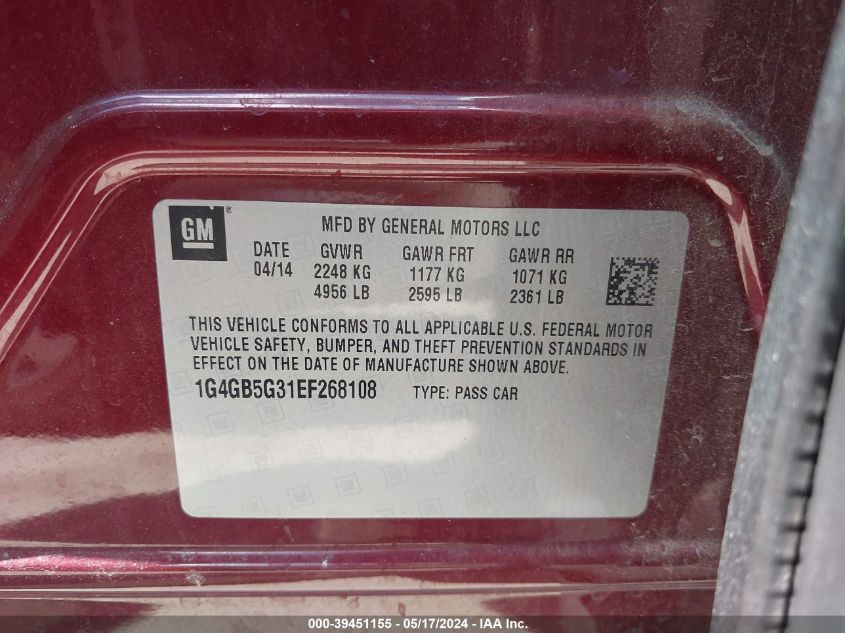 GM ®
MFD BY GENERAL MOTORS LLC
DATE GVWR GAWR FRT GAWR RR
04/14 2248 KG 1177 KG 1071 KG
4956 LB 2595 LB 2361 LB
THIS VEHICLE CONFORMS TO ALL APPLICABLE U.S. FEDERAL MOTOR
VEHICLE SAFETY, BUMPER, AND THEFT PREVENTION STANDARDS IN
EFFECT ON THE DATE OF MANUFACTURE SHOWN ABOVE.
1G4GB5G31EF268108 TYPE: PASS CAR
000-39451155 - 05/17/2024 - © IAA, Inc.